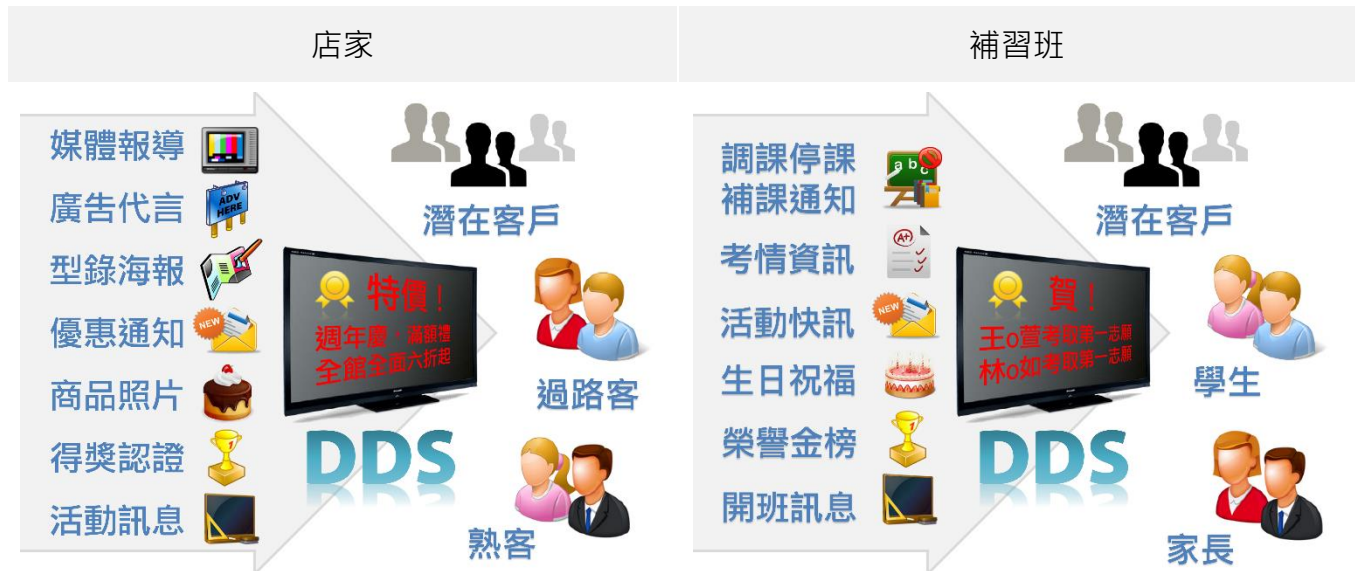 店家
媒體報導
廣告代言
ADV
HERE
型錄海報
優惠通知
NEW
商品照片
得獎認證
1
活動訊息
特價！
週年慶，滿額禮
全館全面六折起
DDS
潛在客戶
過路客
熟客
補習班
調課停課
補課通知
abc
考情資訊
A+
活動快訊
NEW
生日祝福
榮譽金榜
1
開班訊息
賀！
王o萱考取第一志願
林o如考取第一志願
DDS
潛在客戶
學生
家長